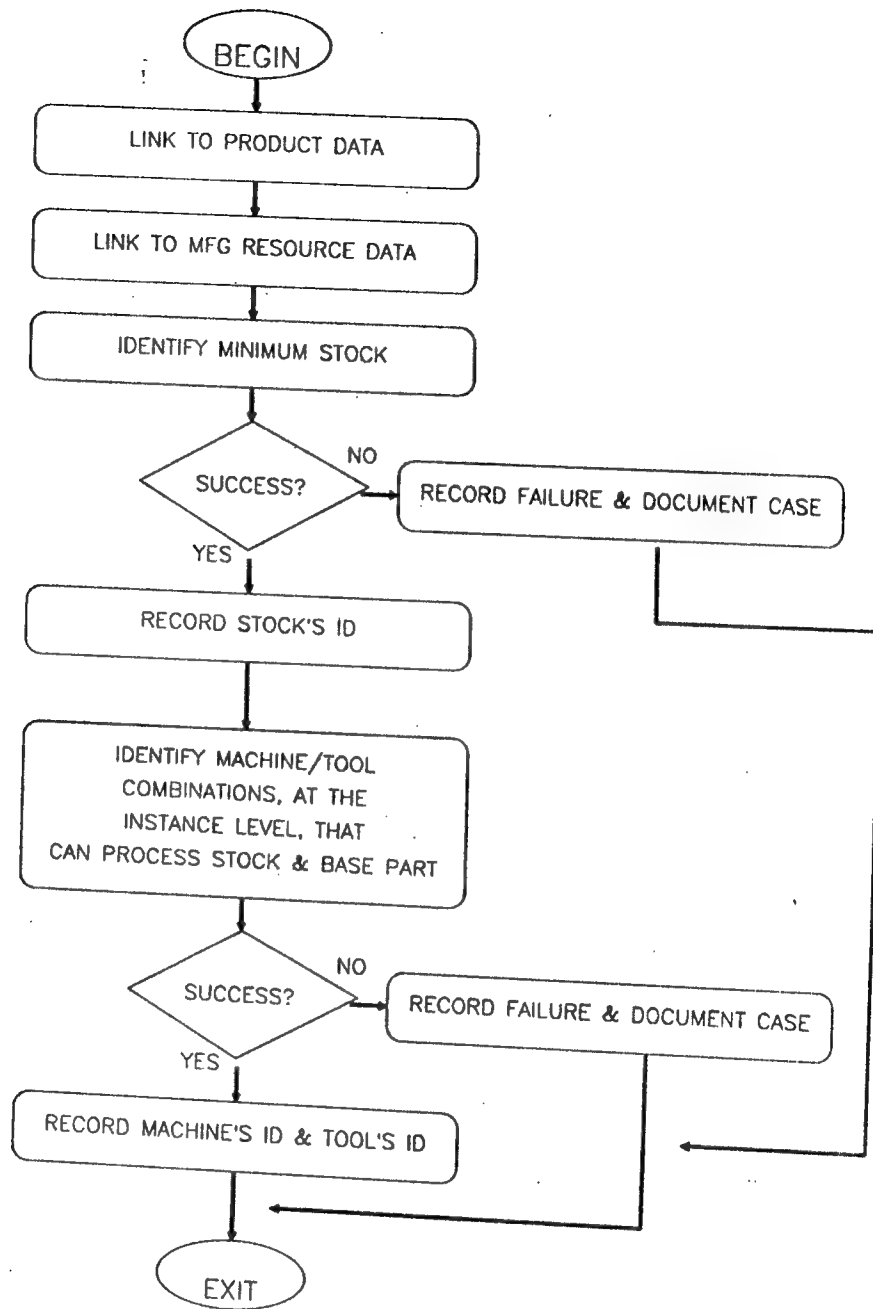 BEGIN
LINK TO PRODUCT DATA
LINK TO MFG RESOURCE DATA
IDENTIFY MINIMUM STOCK
SUCCESS?
NO
RECORD FAILURE & DOCUMENT CASE
YES
RECORD STOCK'S ID
IDENTIFY MACHINE/TOOL
COMBINATIONS, AT THE
INSTANCE LEVEL, THAT
CAN PROCESS STOCK & BASE PART
SUCCESS?
NO
RECORD FAILURE & DOCUMENT CASE
YES
RECORD MACHINE'S ID & TOOL'S ID
EXIT